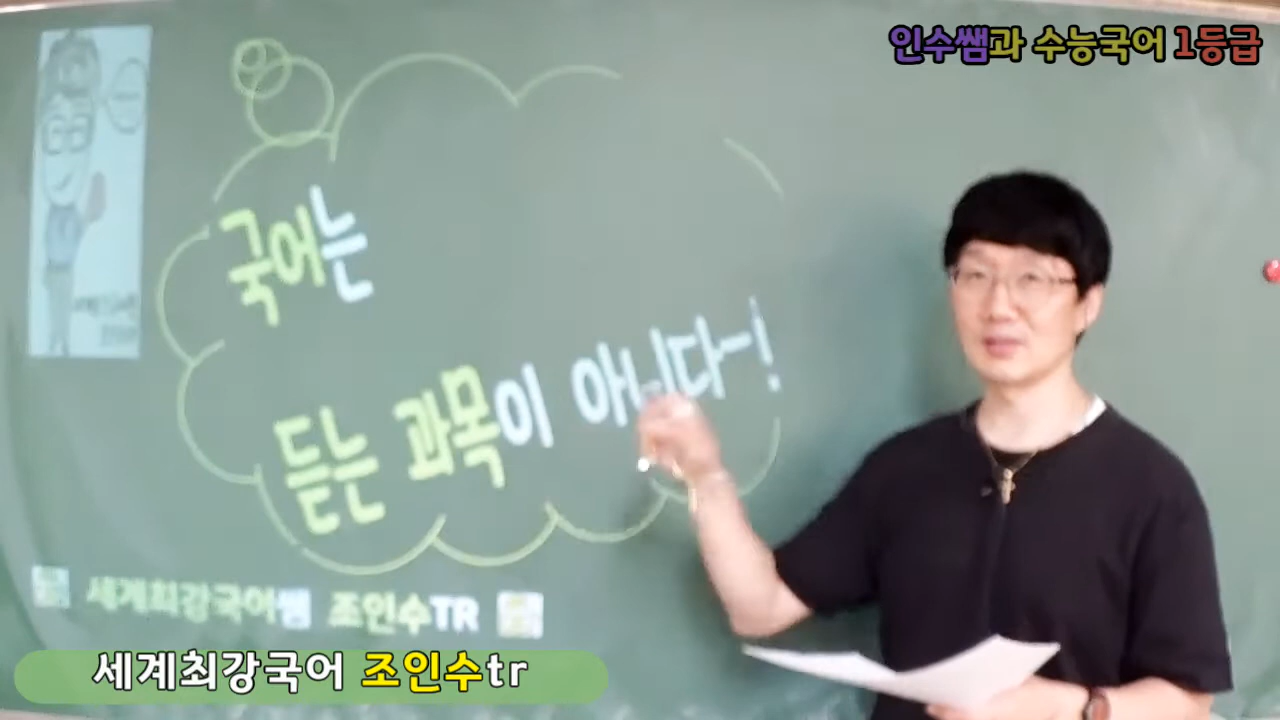 인수쌤과 수능국어 1등급
국어는
듣는 과목이 아니다-!
세계최강국어쌤 조인수TR
세계최강국어 조인수tr